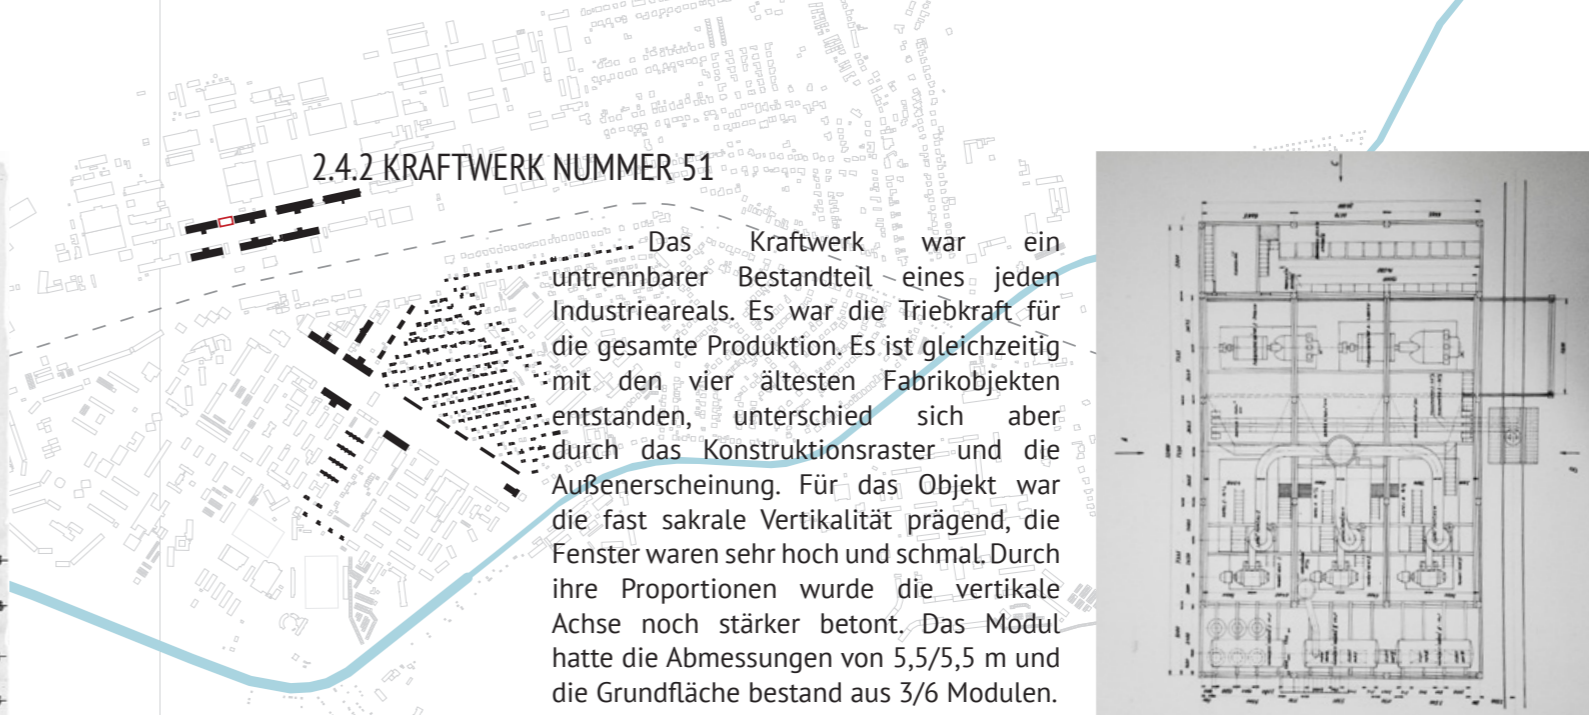 2.4.2 KRAFTWERK NUMMER 51
Das Kraftwerk war ein
untrennbarer Bestandteil eines jeden
Industrieareals. Es war die Triebkraft für
die gesamte Produktion. Es ist gleichzeitig
mit den vier ältesten Fabrikobjekten
entstanden, unterschied sich aber
durch das Konstruktionsraster und die
Außenerscheinung. Für das Objekt war
die fast sakrale Vertikalität prägend, die
Fenster waren sehr hoch und schmal. Durch
ihre Proportionen wurde die vertikale
Achse noch stärker betont. Das Modul
hatte die Abmessungen von 5,5/5,5 m und
die Grundfläche bestand aus 3/6 Modulen.